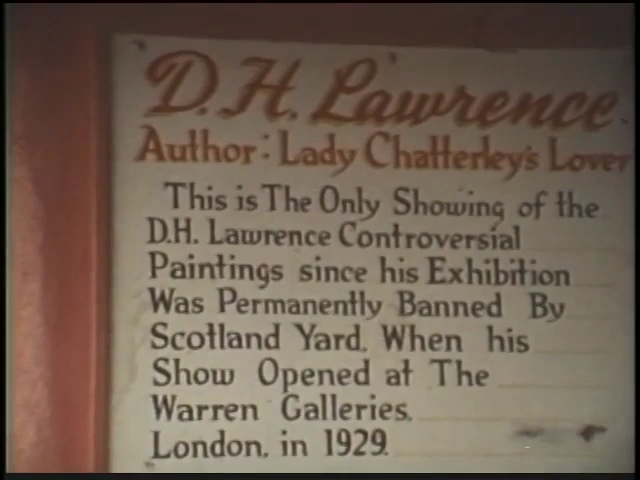 D.H. Lawrence
Author: Lady Chatterley's Lover
This is The Only Showing of the
D.H. Lawrence Controversial
Paintings since his Exhibition
Was Permanently Banned By
Scotland Yard. When his
Show Opened at The
Warren Galleries.
London. in 1929.